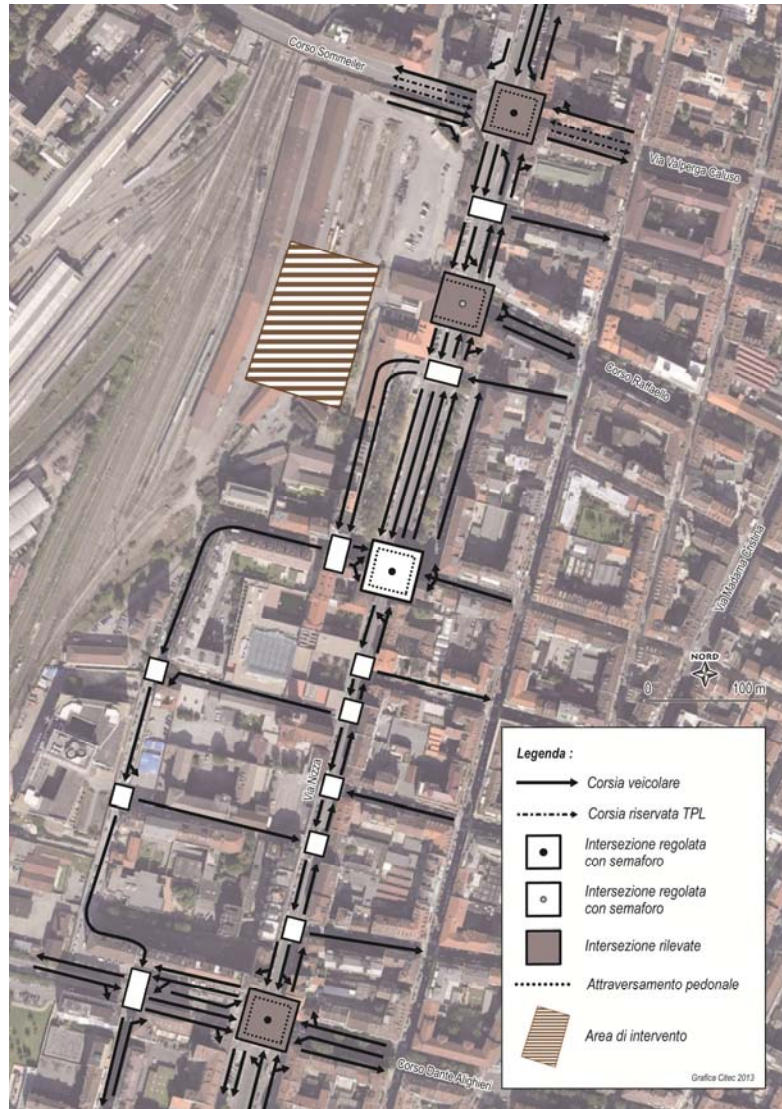 Corso Sommeiler
Via Valperga Caluso
Corso Raffaello
Via Madama Cristina
NORD
0 100 m
Via Nizza
Corso Dante Alighieri
Legenda :
Corsia veicolare
Corsia riservata TPL
Intersezione regolata
con semaforo
Intersezione regolata
con semaforo
Intersezione rilevate
Attraversamento pedonale
Area di intervento
Grafica Citec 2013